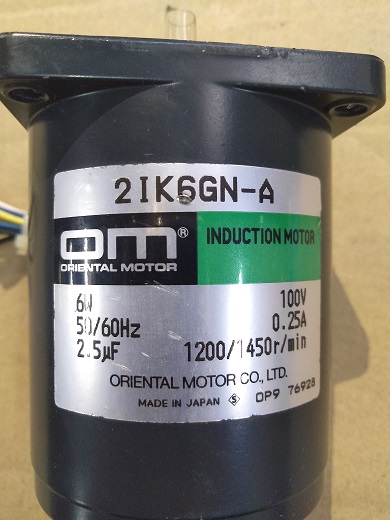 2IK6GN-A
OM®
ORIENTAL MOTOR
INDUCTION MOTOR
6W 100V
50/60Hz 0.25A
2.5μF 1200/1450r/min
ORIENTAL MOTOR CO., LTD.
MADE IN JAPAN S OP9 76928